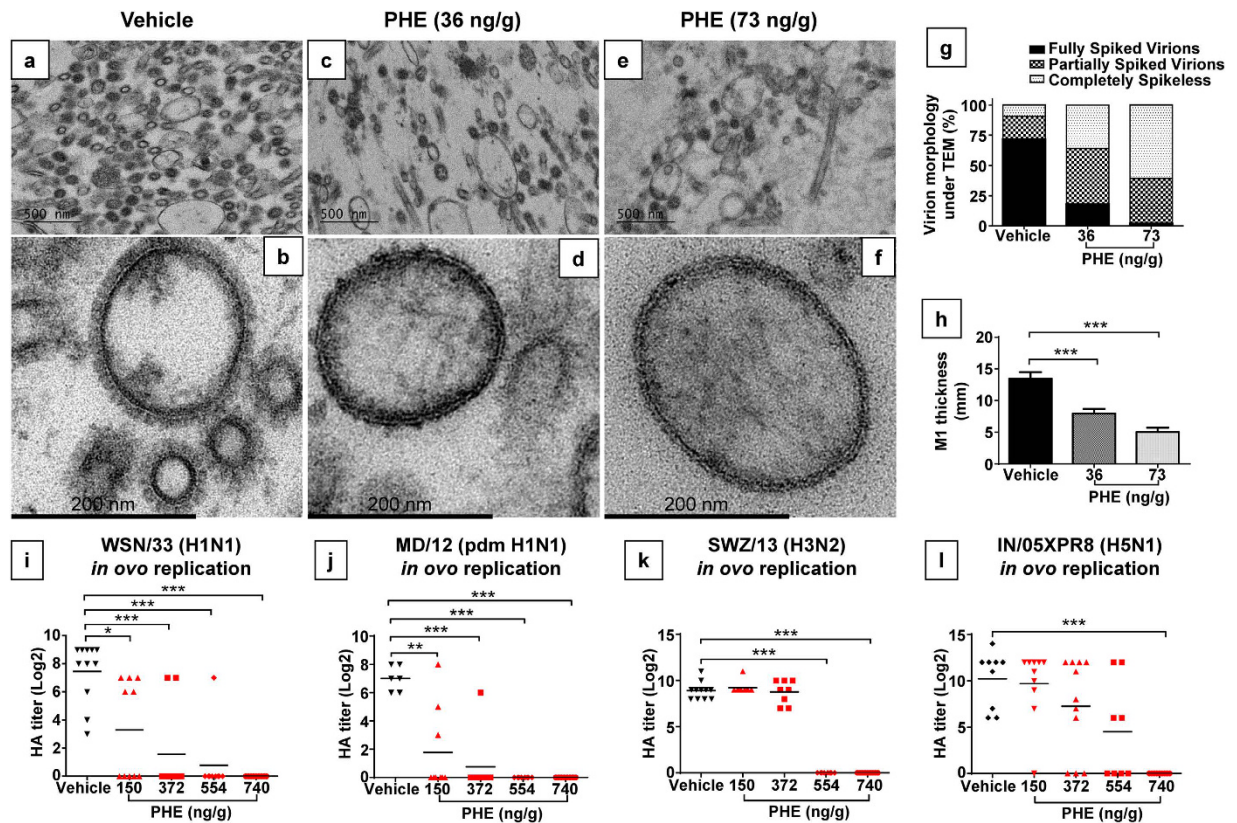 Vehicle
PHE (36 ng/g)
PHE (73 ng/g)
a
500 nm
c
500 nm
e
500 nm
b
200 nm
d
200 nm
f
200 nm
g
Fully Spiked Virions
Partially Spiked Virions
Completely Spikeless
Virion morphology
under TEM (%)
100
75
50
25
0
Vehicle
36
73
PHE (ng/g)
h
M1 thickness
(mm)
20
15
10
5
0
***
***
Vehicle
36
73
PHE (ng/g)
i
WSN/33 (H1N1)
in ovo replication
***
***
***
*
HA titer (Log2)
10
8
6
4
2
0
Vehicle
150
372
554
740
PHE (ng/g)
j
MD/12 (pdm H1N1)
in ovo replication
***
***
***
**
HA titer (Log2)
10
8
6
4
2
0
Vehicle
150
372
554
740
PHE (ng/g)
k
SWZ/13 (H3N2)
in ovo replication
***
***
HA titer (Log2)
15
10
5
0
Vehicle
150
372
554
740
PHE (ng/g)
l
IN/05XPR8 (H5N1)
in ovo replication
***
HA titer (Log2)
15
10
5
0
Vehicle
150
372
554
740
PHE (ng/g)